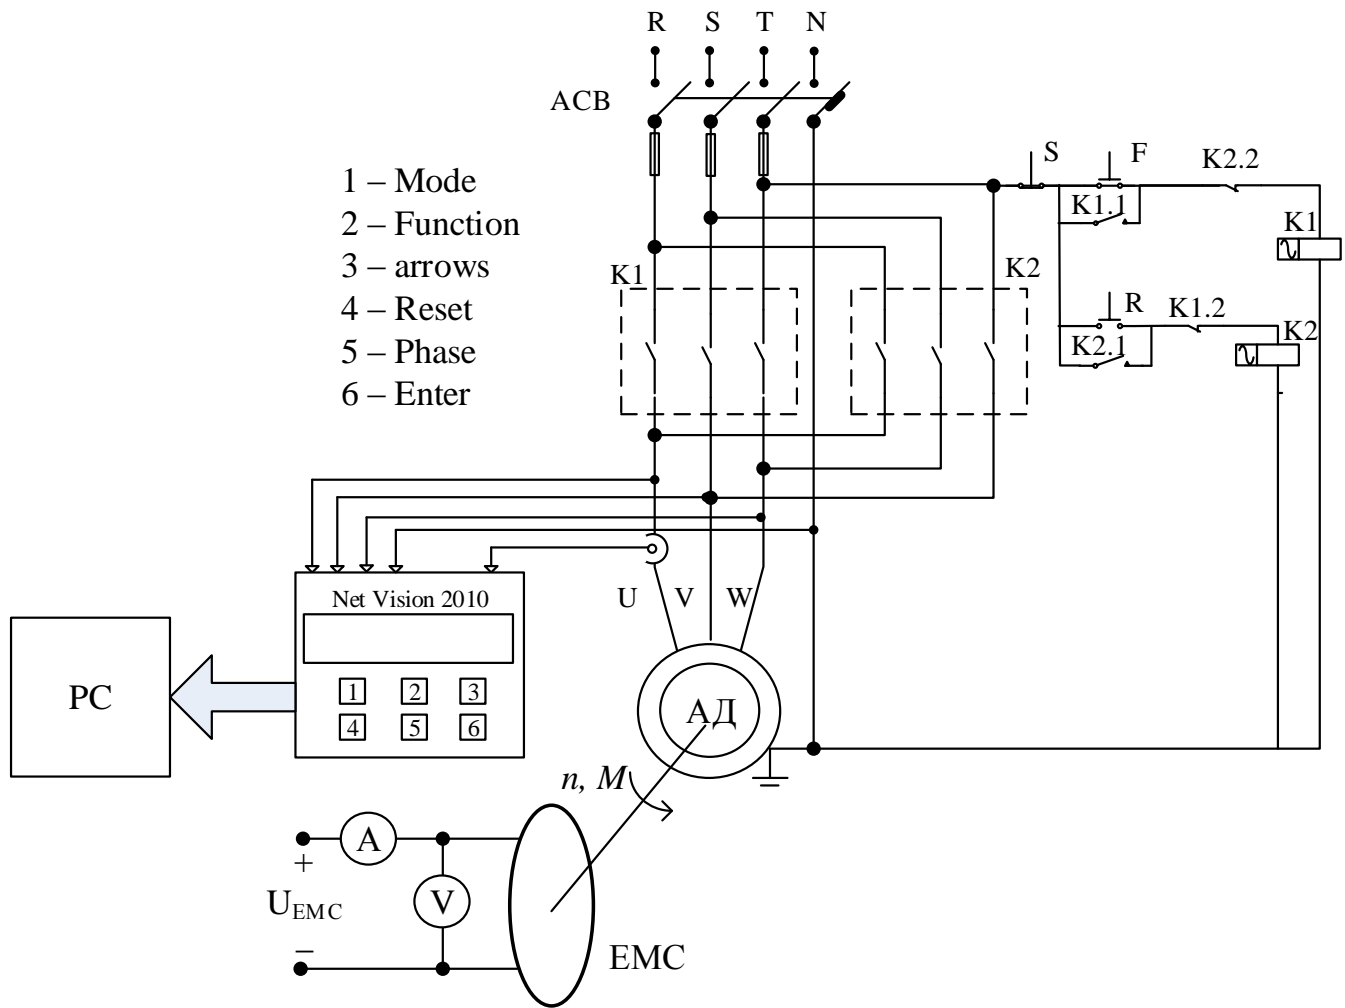 R S T N
ACB
S F K2.2
1 – Mode
2 – Function
3 – arrows
4 – Reset
5 – Phase
6 – Enter
K1.1
K1
K1 K2
R K1.2
K2.1
K2
U V W
Net Vision 2010
PC
1 2 3
4 5 6
АД
n, M
A
+
V
U EMC
–
EMC